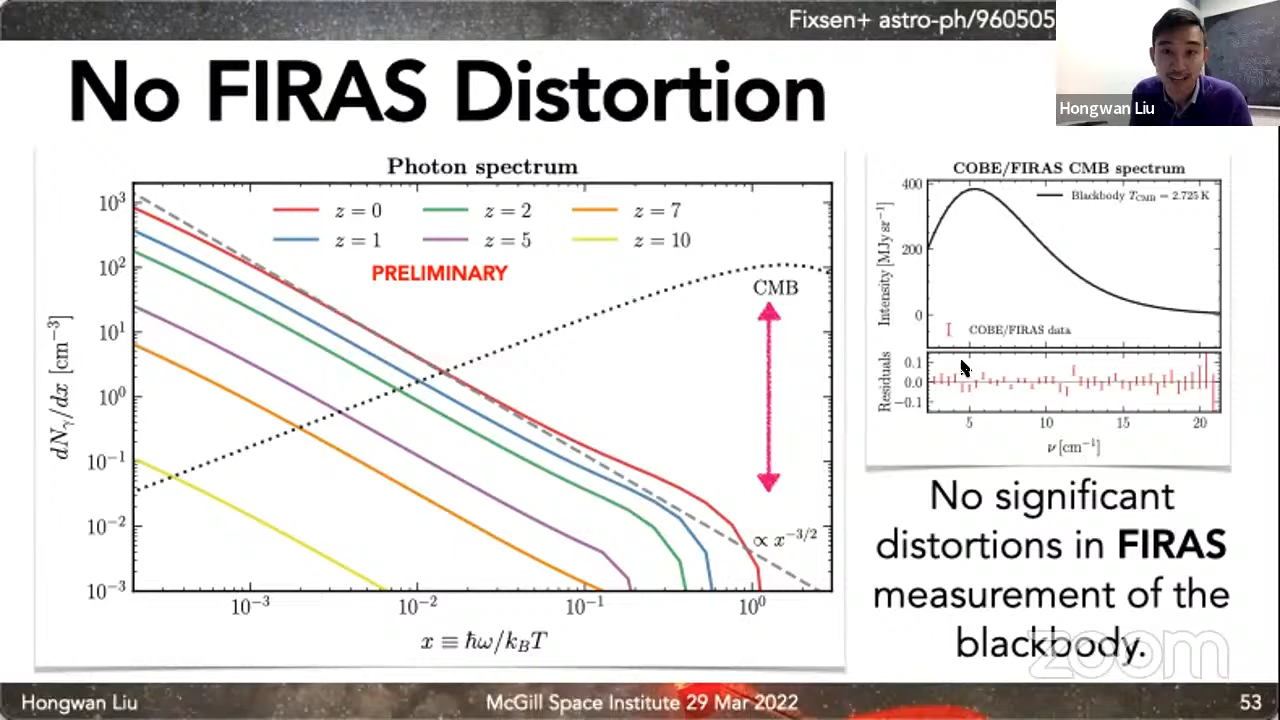 Fixsen+ astro-ph/960505
Hongwan Liu
No FIRAS Distortion
Photon spectrum
z = 0
z = 2
z = 7
z = 1
z = 5
z = 10
PRELIMINARY
CMB
∝ x^{−3/2}
dN_γ/dx [cm^{−3}]
10^3
10^2
10^1
10^0
10^{−1}
10^{−2}
10^{−3}
10^{−3}
10^{−2}
10^{−1}
10^0
x ≡ ħω/k_BT
COBE/FIRAS CMB spectrum
Blackbody T_{CMB} = 2.725 K
Intensity [MJy sr^{−1}]
400
200
0
COBE/FIRAS data
Residuals
0.1
0.0
−0.1
5
10
15
20
ν [cm^{−1}]
No significant
distortions in FIRAS
measurement of the
blackbody.
zoom
Hongwan Liu
McGill Space Institute 29 Mar 2022
53